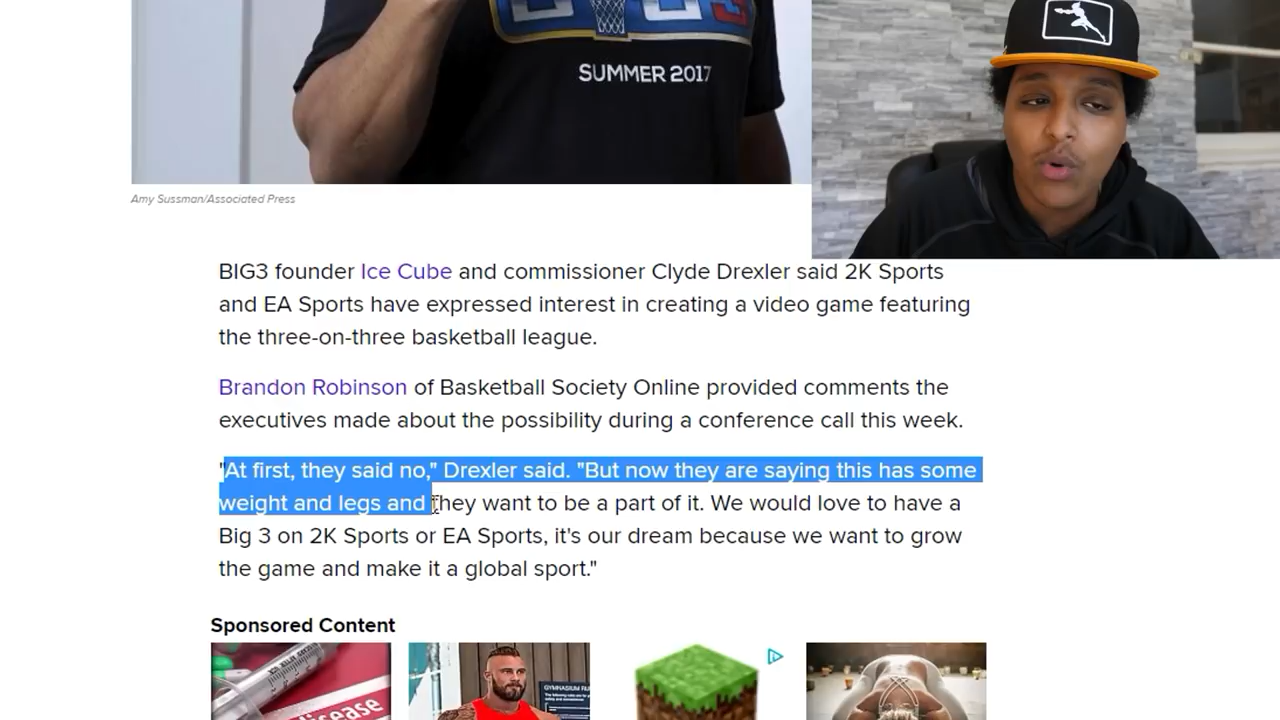 SUMMER 2017
Amy Sussman/Associated Press
BIG3 founder Ice Cube and commissioner Clyde Drexler said 2K Sports
and EA Sports have expressed interest in creating a video game featuring
the three-on-three basketball league.
Brandon Robinson of Basketball Society Online provided comments the
executives made about the possibility during a conference call this week.
"At first, they said no," Drexler said. "But now they are saying this has some
weight and legs and they want to be a part of it. We would love to have a
Big 3 on 2K Sports or EA Sports, it's our dream because we want to grow
the game and make it a global sport."
Sponsored Content